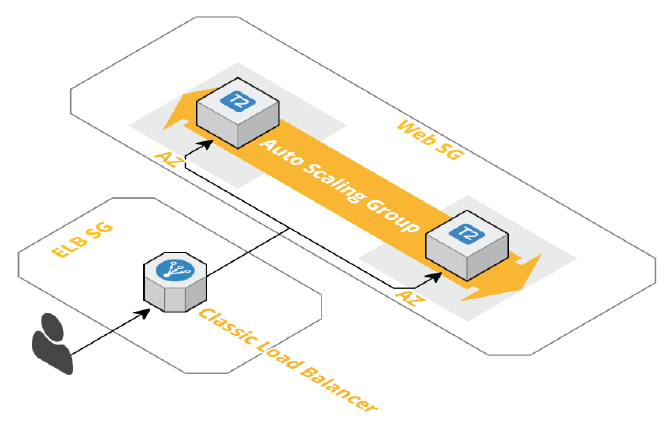 T2
Web SG
AZ
Auto Scaling Group
T2
AZ
ELB SG
Classic Load Balancer